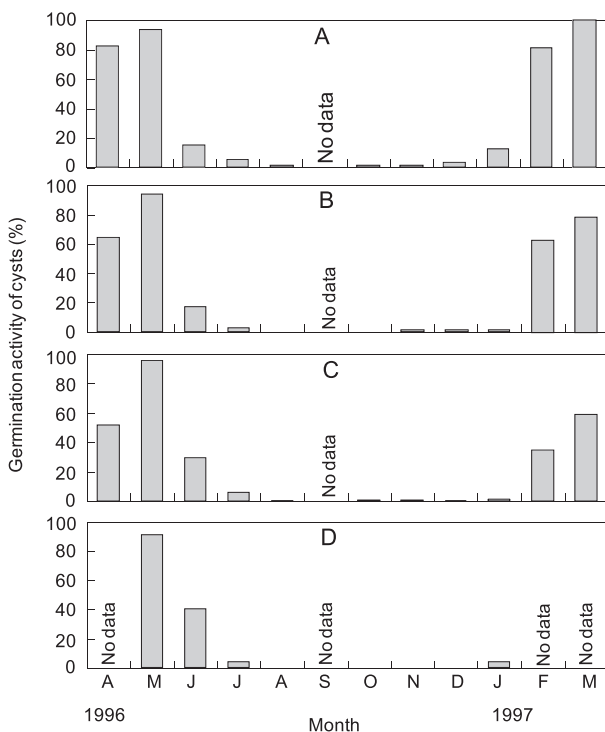 Germination activity of cysts (%)
100
80
60
40
20
0
A
No data
100
80
60
40
20
0
B
No data
100
80
60
40
20
0
C
No data
100
80
60
40
20
0
D
No data
No data
No data
No data
A M J J A S O N D J F M
1996 1997
Month